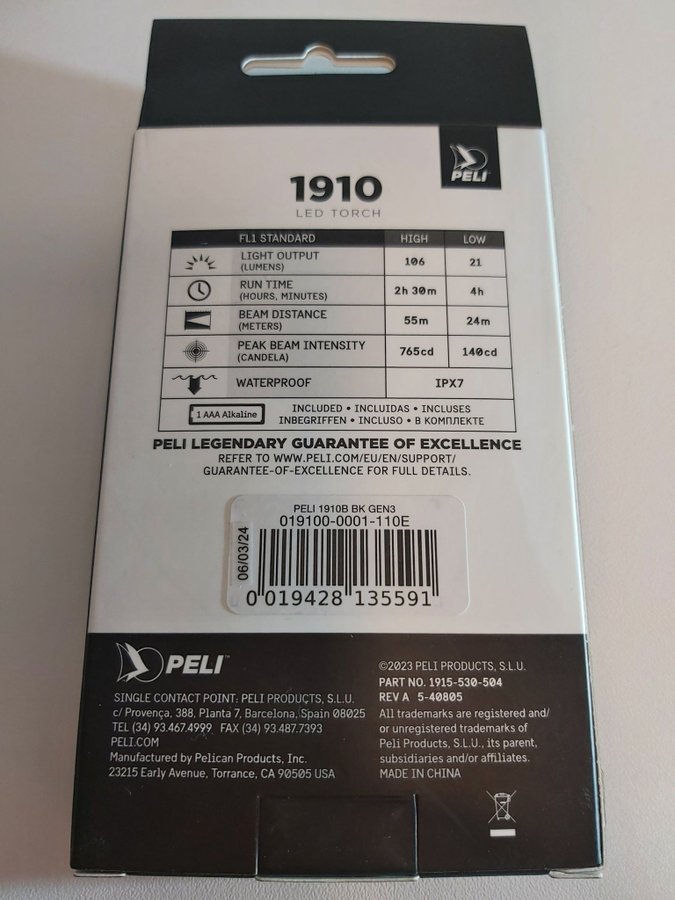 PELI
1910
LED TORCH
FL1 STANDARD HIGH LOW
LIGHT OUTPUT (LUMENS) 106 21
RUN TIME (HOURS, MINUTES) 2h 30m 4h
BEAM DISTANCE (METERS) 55m 24m
PEAK BEAM INTENSITY (CANDELA) 765cd 140cd
WATERPROOF IPX7
1 AAA Alkaline
INCLUDED • INCLUIDAS • INCLUSES
INBEGRIFFEN • INCLUSO • В КОМПЛЕКТЕ
PELI LEGENDARY GUARANTEE OF EXCELLENCE
REFER TO WWW.PELI.COM/EU/EN/SUPPORT/
GUARANTEE-OF-EXCELLENCE FOR FULL DETAILS.
PELI 1910B BK GEN3
019100-0001-110E
06/03/24
0 019428 135591
PELI™
SINGLE CONTACT POINT: PELI PRODUCTS, S.L.U.
c/ Provença, 388, Planta 7, Barcelona, Spain 08025
TEL (34) 93.467.4999 FAX (34) 93.487.7393
PELI.COM
Manufactured by Pelican Products, Inc.
23215 Early Avenue, Torrance, CA 90505 USA
©2023 PELI PRODUCTS, S.L.U.
PART NO. 1915-530-504
REV A 5-40805
All trademarks are registered and/
or unregistered trademarks of
Peli Products, S.L.U., its parent,
subsidiaries and/or affiliates.
MADE IN CHINA